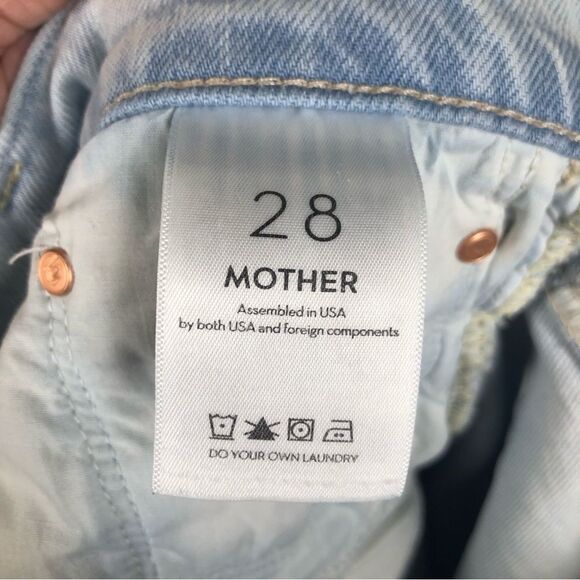 28
MOTHER
Assembled in USA
by both USA and foreign components
DO YOUR OWN LAUNDRY